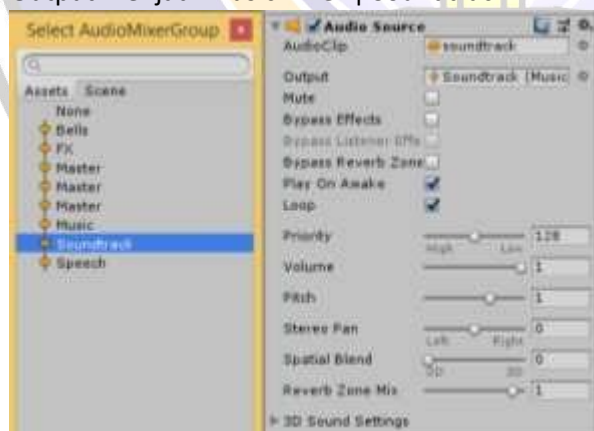 Select AudioMixerGroup
Assets Scene
None
Bells
FX
Master
Master
Master
Music
Soundtrack
Speech
Audio Source
AudioClip soundtrack
Output Soundtrack (Music
Mute
Bypass Effects
Bypass Listener Effe
Bypass Reverb Zone
Play On Awake
Loop
Priority 128
High Low
Volume 1
Pitch 1
Stereo Pan 0
Left Right
Spatial Blend 0
2D 3D
Reverb Zone Mix 1
3D Sound Settings